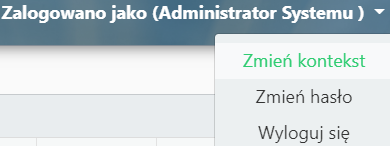 Zalogowano jako (Administrator Systemu )
Zmień kontekst
Zmień hasło
Wyloguj się